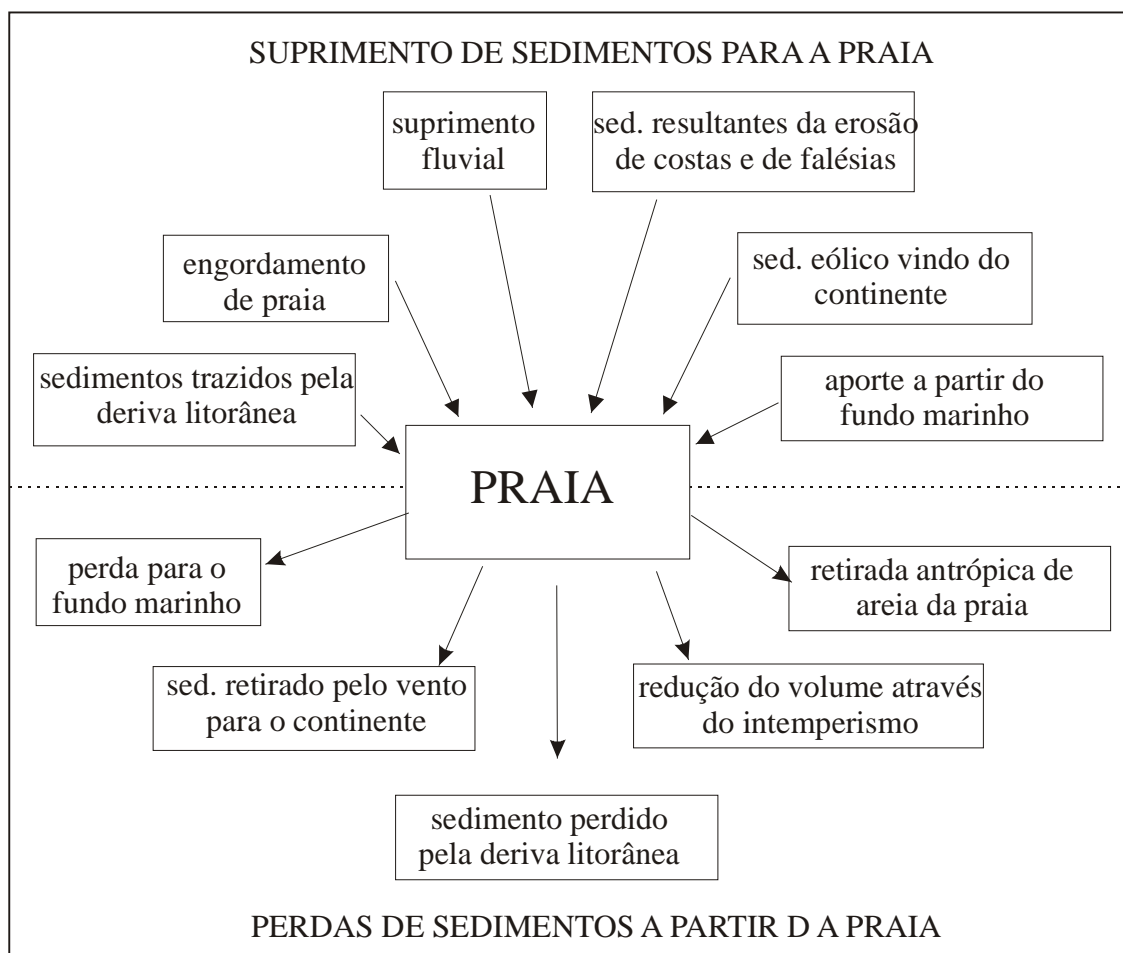 SUPRIMENTO DE SEDIMENTOS PARA A PRAIA
suprimento
fluvial
sed. resultantes da erosão
de costas e de falésias
engordamento
de praia
sed. eólico vindo do
continente
sedimentos trazidos pela
deriva litorânea
aporte a partir do
fundo marinho
PRAIA
perda para o
fundo marinho
retirada antrópica de
areia da praia
sed. retirado pelo vento
para o continente
redução do volume através
do intemperismo
sedimento perdido
pela deriva litorânea
PERDAS DE SEDIMENTOS A PARTIR D A PRAIA